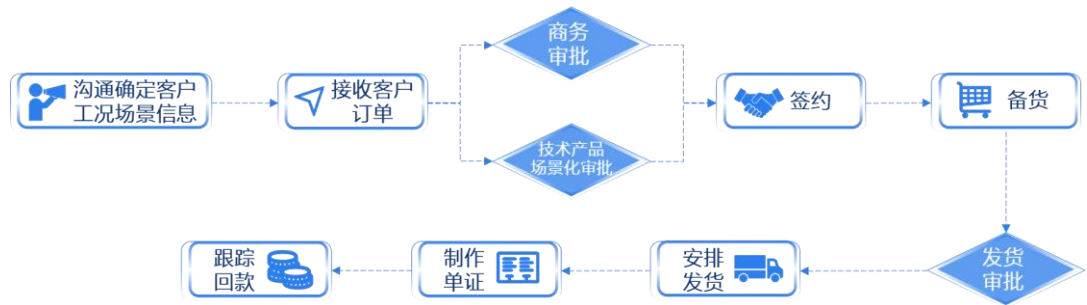 沟通确定客户
工况场景信息
接收客户
订单
商务
审批
技术产品
场景化审批
签约
备货
发货
审批
安排
发货
制作
单证
跟踪
回款